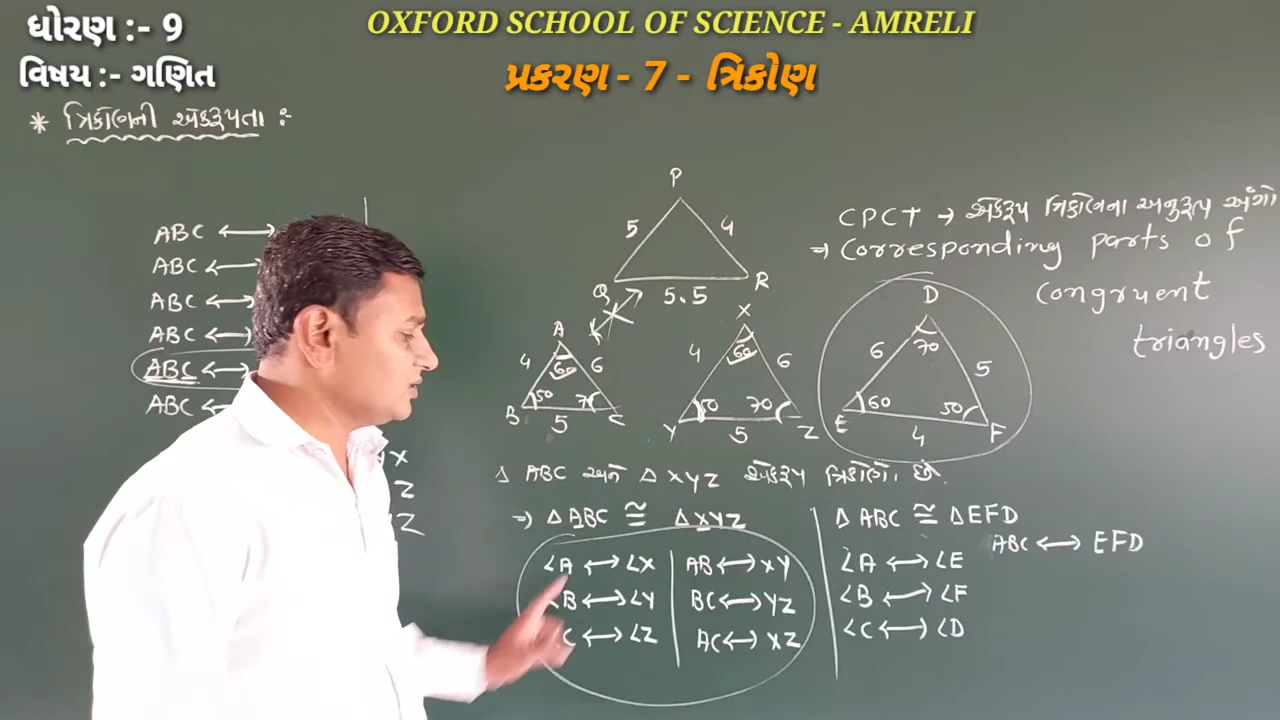 ધોરણ :- 9
વિષય :- ગણિત
OXFORD SCHOOL OF SCIENCE - AMRELI
પ્રકરણ - 7 - ત્રિકોણ
* ત્રિકોણની એકરૂપતા :-
ABC ↔
ABC ↔
ABC ↔
ABC ↔
ABC ↔
ABC ↔
X
Z
YZ
P
5 4
Q 5.5 R
A
4 60 6
B 50 70 C
5
X
4 60 6
Y 50 70 Z
5
CPCT → એકરૂપ ત્રિકોણના અનુરૂપ અંગો
⇒ Corresponding parts of
congruent
triangles
D
6 70 5
E 60 50 F
4
Δ ABC અને Δ XYZ એકરૂપ ત્રિકોણો છે.
⇒ Δ ABC ≅ Δ XYZ
∠A ↔ ∠X
∠B ↔ ∠Y
C ↔ ∠Z
AB ↔ XY
BC ↔ YZ
AC ↔ XZ
Δ ABC ≅ Δ EFD
ABC ↔ EFD
∠A ↔ ∠E
∠B ↔ ∠F
∠C ↔ ∠D